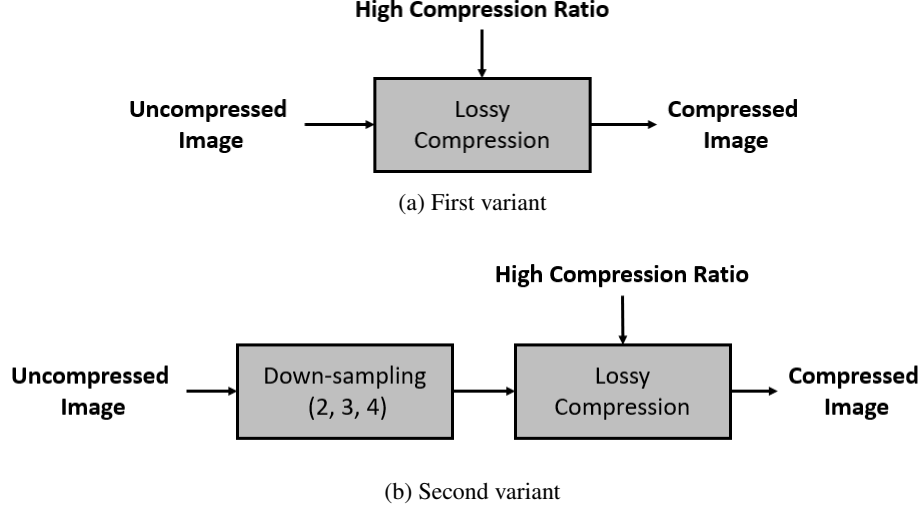 High Compression Ratio
Uncompressed
Image
Lossy
Compression
Compressed
Image
(a) First variant
High Compression Ratio
Uncompressed
Image
Down-sampling
(2, 3, 4)
Lossy
Compression
Compressed
Image
(b) Second variant